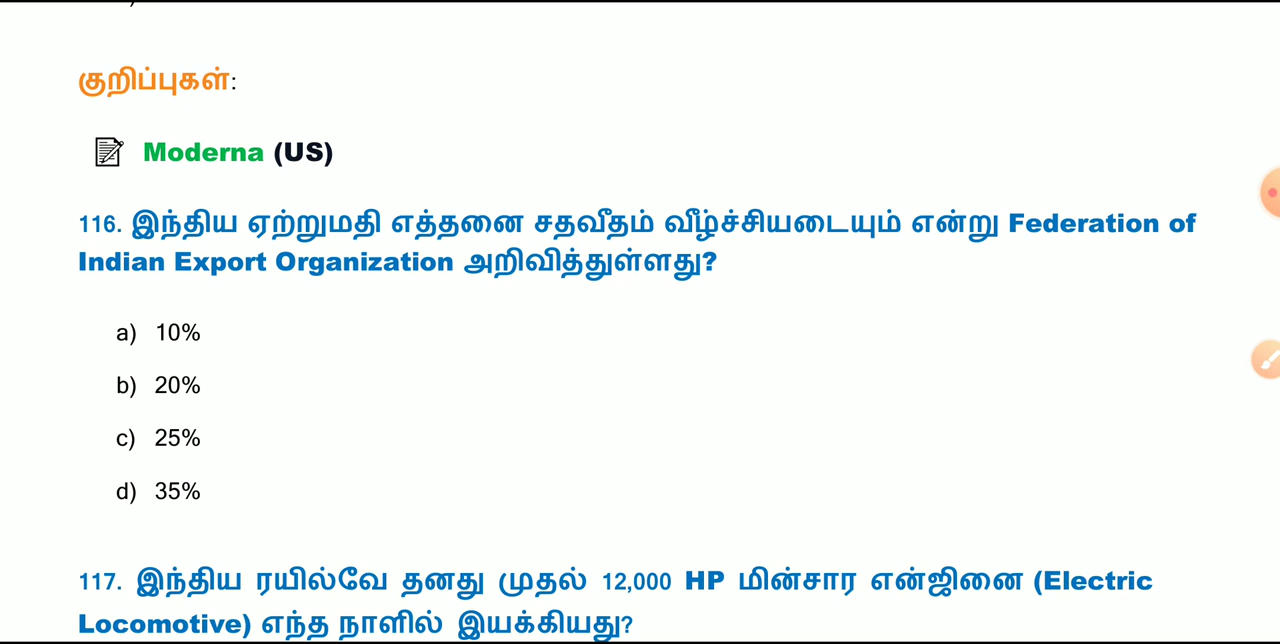 குறிப்புகள்:
Moderna (US)
116. இந்திய ஏற்றுமதி எத்தனை சதவீதம் வீழ்ச்சியடையும் என்று Federation of
Indian Export Organization அறிவித்துள்ளது?
a) 10%
b) 20%
c) 25%
d) 35%
117. இந்திய ரயில்வே தனது முதல் 12,000 HP மின்சார என்ஜினை (Electric
Locomotive) எந்த நாளில் இயக்கியது?